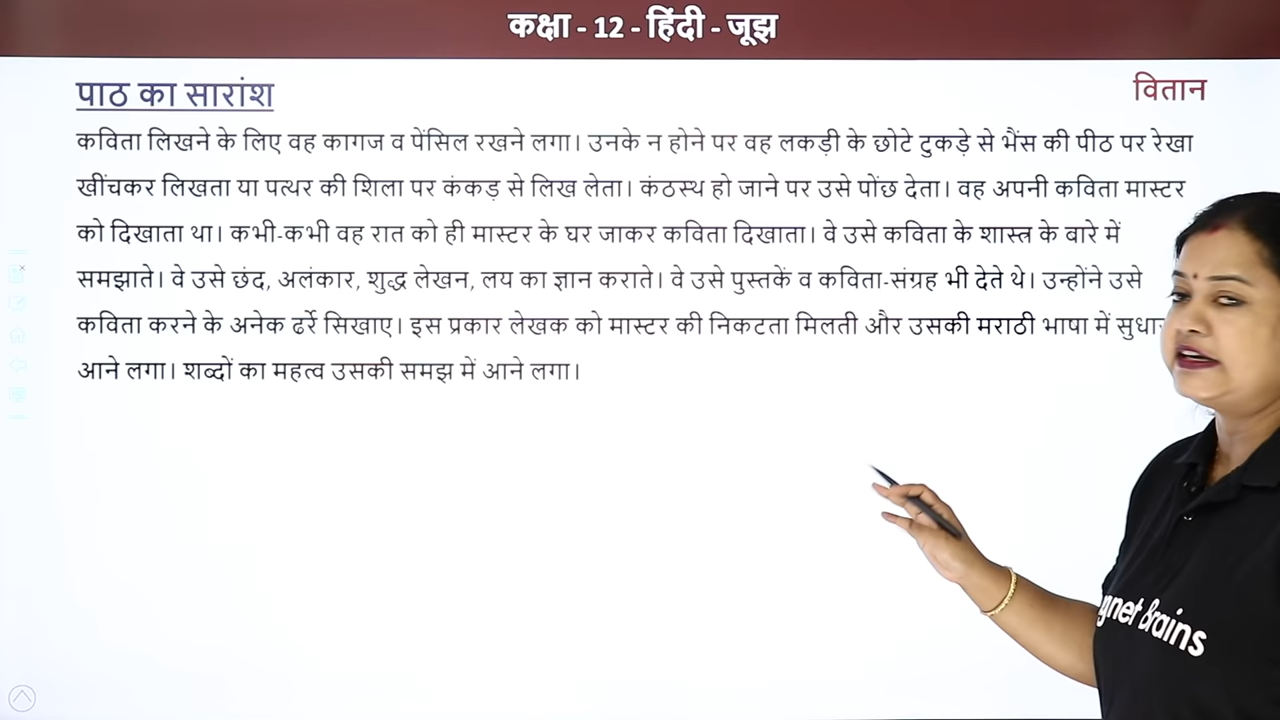 कक्षा - 12 - हिंदी - जूझ
पाठ का सारांश
वितान
कविता लिखने के लिए वह कागज व पेंसिल रखने लगा। उनके न होने पर वह लकड़ी के छोटे टुकड़े से भैंस की पीठ पर रेखा
खींचकर लिखता या पत्थर की शिला पर कंकड़ से लिख लेता। कंठस्थ हो जाने पर उसे पोंछ देता। वह अपनी कविता मास्टर
को दिखाता था। कभी-कभी वह रात को ही मास्टर के घर जाकर कविता दिखाता। वे उसे कविता के शास्त्र के बारे में
समझाते। वे उसे छंद, अलंकार, शुद्ध लेखन, लय का ज्ञान कराते। वे उसे पुस्तकें व कविता-संग्रह भी देते थे। उन्होंने उसे
कविता करने के अनेक ढर्रे सिखाए। इस प्रकार लेखक को मास्टर की निकटता मिलती और उसकी मराठी भाषा में
आने लगा। शब्दों का महत्व उसकी समझ में आने लगा।
Brains